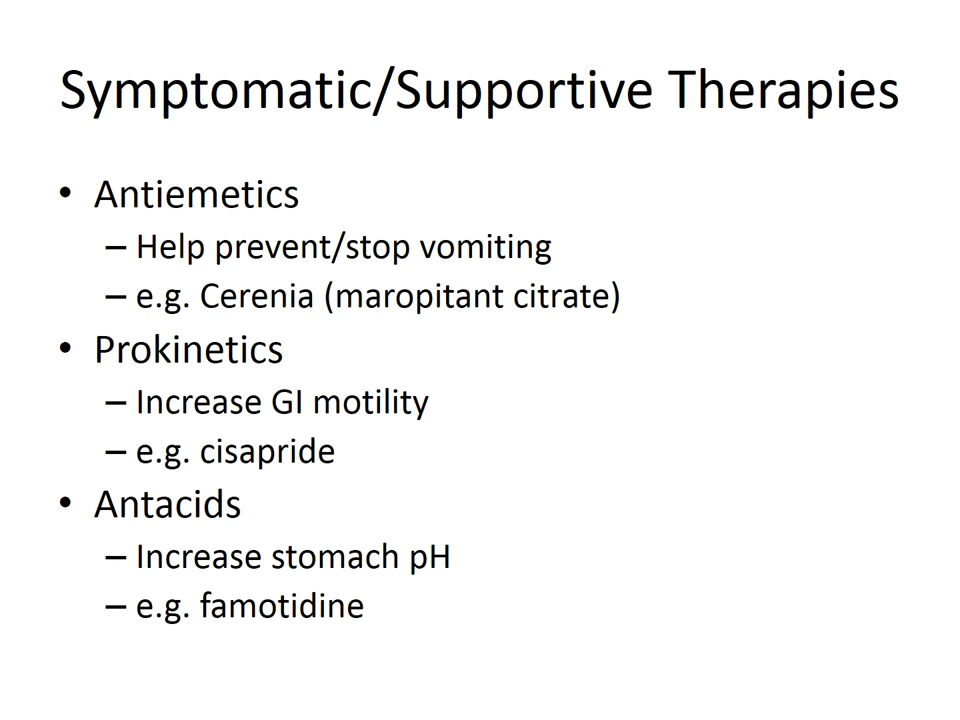 Symptomatic/Supportive Therapies
• Antiemetics
– Help prevent/stop vomiting
– e.g. Cerenia (maropitant citrate)
• Prokinetics
– Increase GI motility
– e.g. cisapride
• Antacids
– Increase stomach pH
– e.g. famotidine